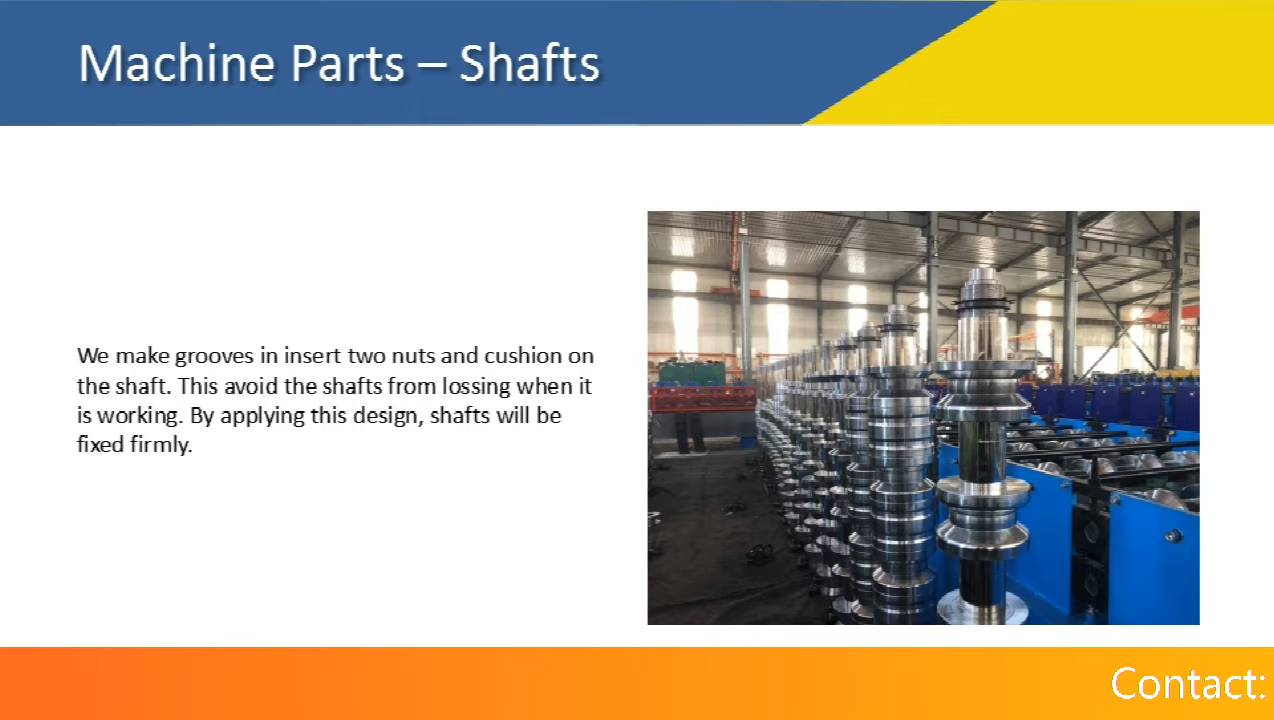 Machine Parts – Shafts
We make grooves in insert two nuts and cushion on
the shaft. This avoid the shafts from lossing when it
is working. By applying this design, shafts will be
fixed firmly.
Contact: